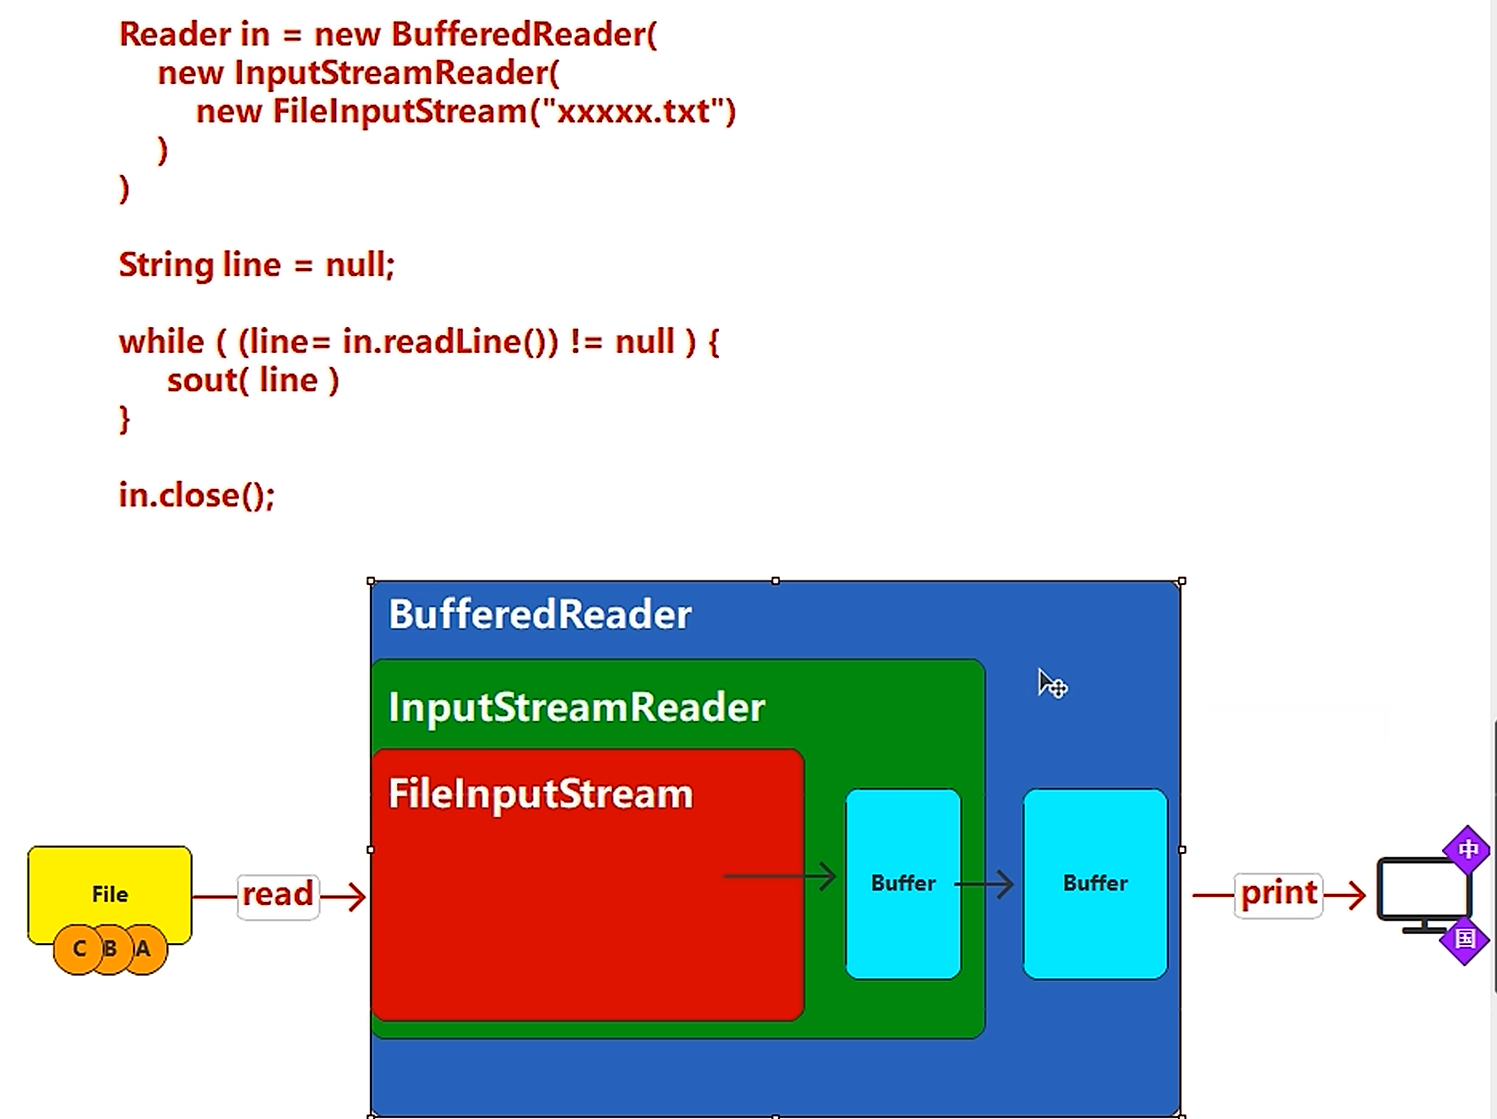 Reader in = new BufferedReader(
new InputStreamReader(
new FileInputStream("xxxxx.txt")
)
)
String line = null;
while ( (line= in.readLine()) != null ) {
sout( line )
}
in.close();
BufferedReader
InputStreamReader
FileInputStream
File
C B A
read
Buffer
Buffer
print
中
国